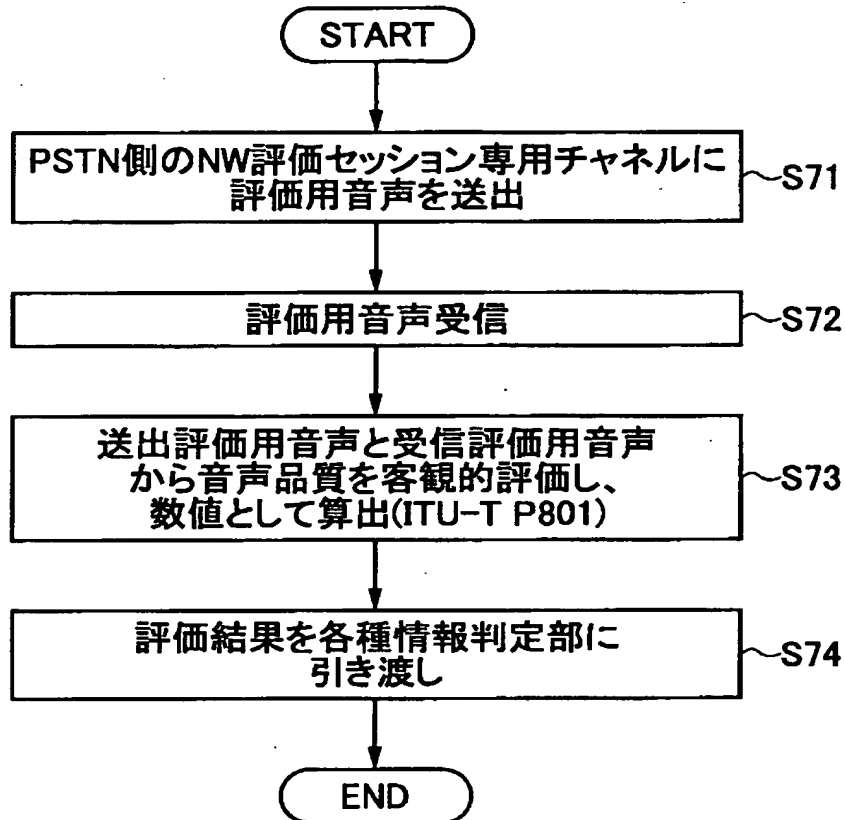 START
PSTN側のNW評価セッション専用チャネルに
評価用音声を送出
S71
評価用音声受信
S72
送出評価用音声と受信評価用音声
から音声品質を客観的評価し、
数値として算出(ITU-T P801)
S73
評価結果を各種情報判定部に
引き渡し
S74
END